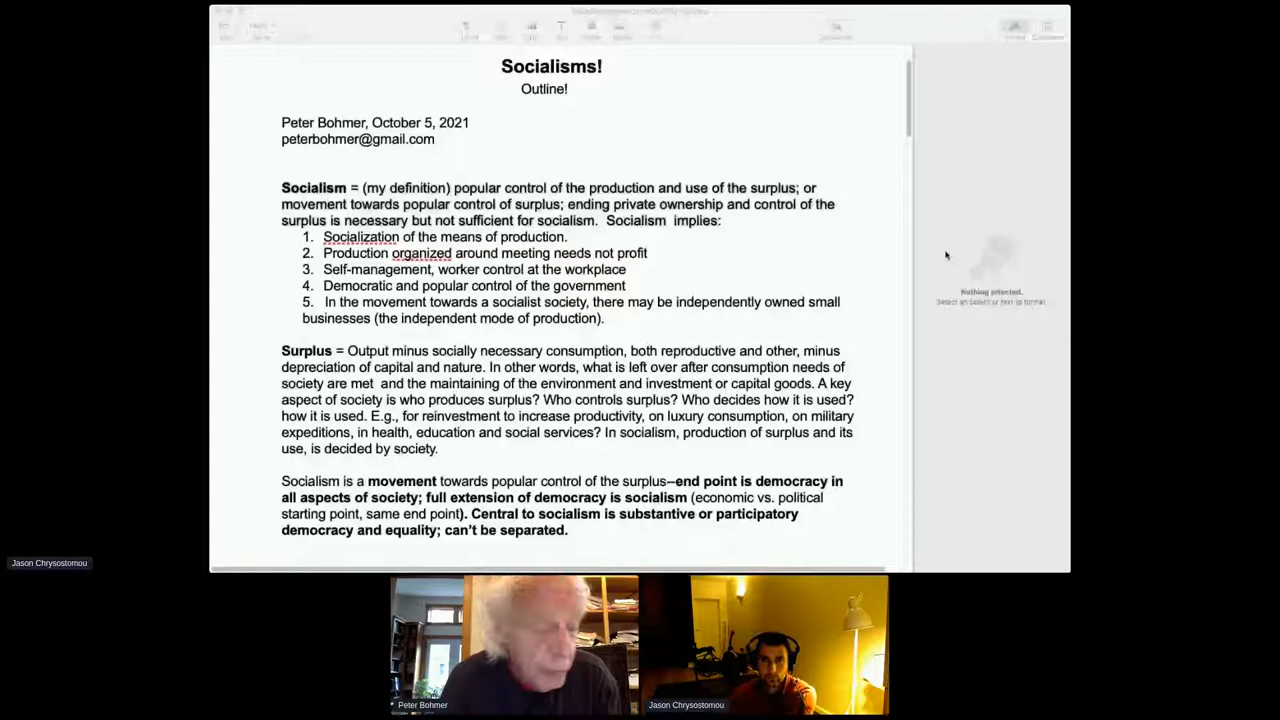 Socialisms!
Outline!
Peter Bohmer, October 5, 2021
peterbohmer@gmail.com
Socialism = (my definition) popular control of the production and use of the surplus; or
movement towards popular control of surplus; ending private ownership and control of the
surplus is necessary but not sufficient for socialism.  Socialism  implies:
1. Socialization of the means of production.
2. Production organized around meeting needs not profit
3. Self-management, worker control at the workplace
4. Democratic and popular control of the government
5. In the movement towards a socialist society, there may be independently owned small
businesses (the independent mode of production).
Surplus = Output minus socially necessary consumption, both reproductive and other, minus
depreciation of capital and nature. In other words, what is left over after consumption needs of
society are met  and the maintaining of the environment and investment or capital goods. A key
aspect of society is who produces surplus? Who controls surplus? Who decides how it is used?
how it is used. E.g., for reinvestment to increase productivity, on luxury consumption, on military
expeditions, in health, education and social services? In socialism, production of surplus and its
use, is decided by society.
Socialism is a movement towards popular control of the surplus–end point is democracy in
all aspects of society; full extension of democracy is socialism (economic vs. political
starting point, same end point). Central to socialism is substantive or participatory
democracy and equality; can't be separated.
Nothing selected.
Select an object or text to format.
Jason Chrysostomou
Peter Bohmer
Jason Chrysostomou